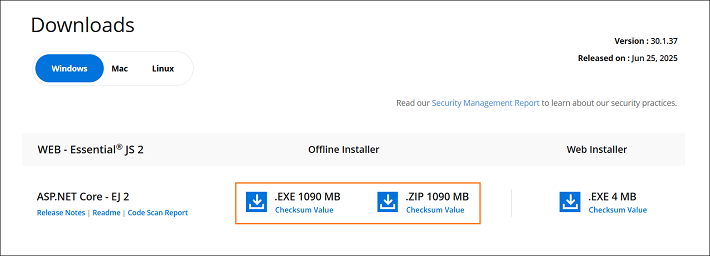 Downloads
Version : 30.1.37
Windows Mac Linux
Released on : Jun 25, 2025
Read our Security Management Report to learn about our security practices.
WEB - Essential® JS 2 Offline Installer Web Installer
ASP.NET Core - EJ 2 .EXE 1090 MB .ZIP 1090 MB .EXE 4 MB
Release Notes | Readme | Code Scan Report Checksum Value Checksum Value Checksum Value